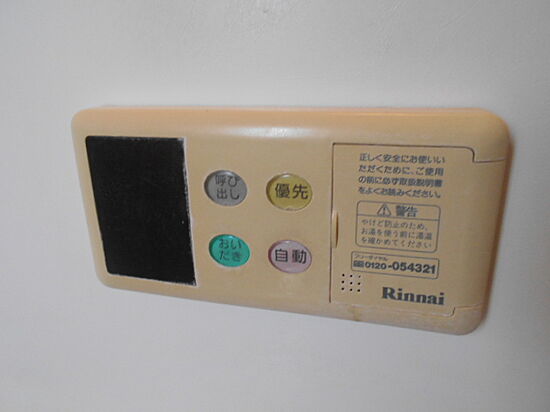 呼び
出し
優先
おい
だき
自動
正しく安全にお使いい
ただくために、ご使用
の前に必ず取扱説明書
をよくお読みください。
警告
やけど防止のため、
お湯を使う前に湯温
を確かめてください
フリーダイヤル
0120-054321
Rinnai